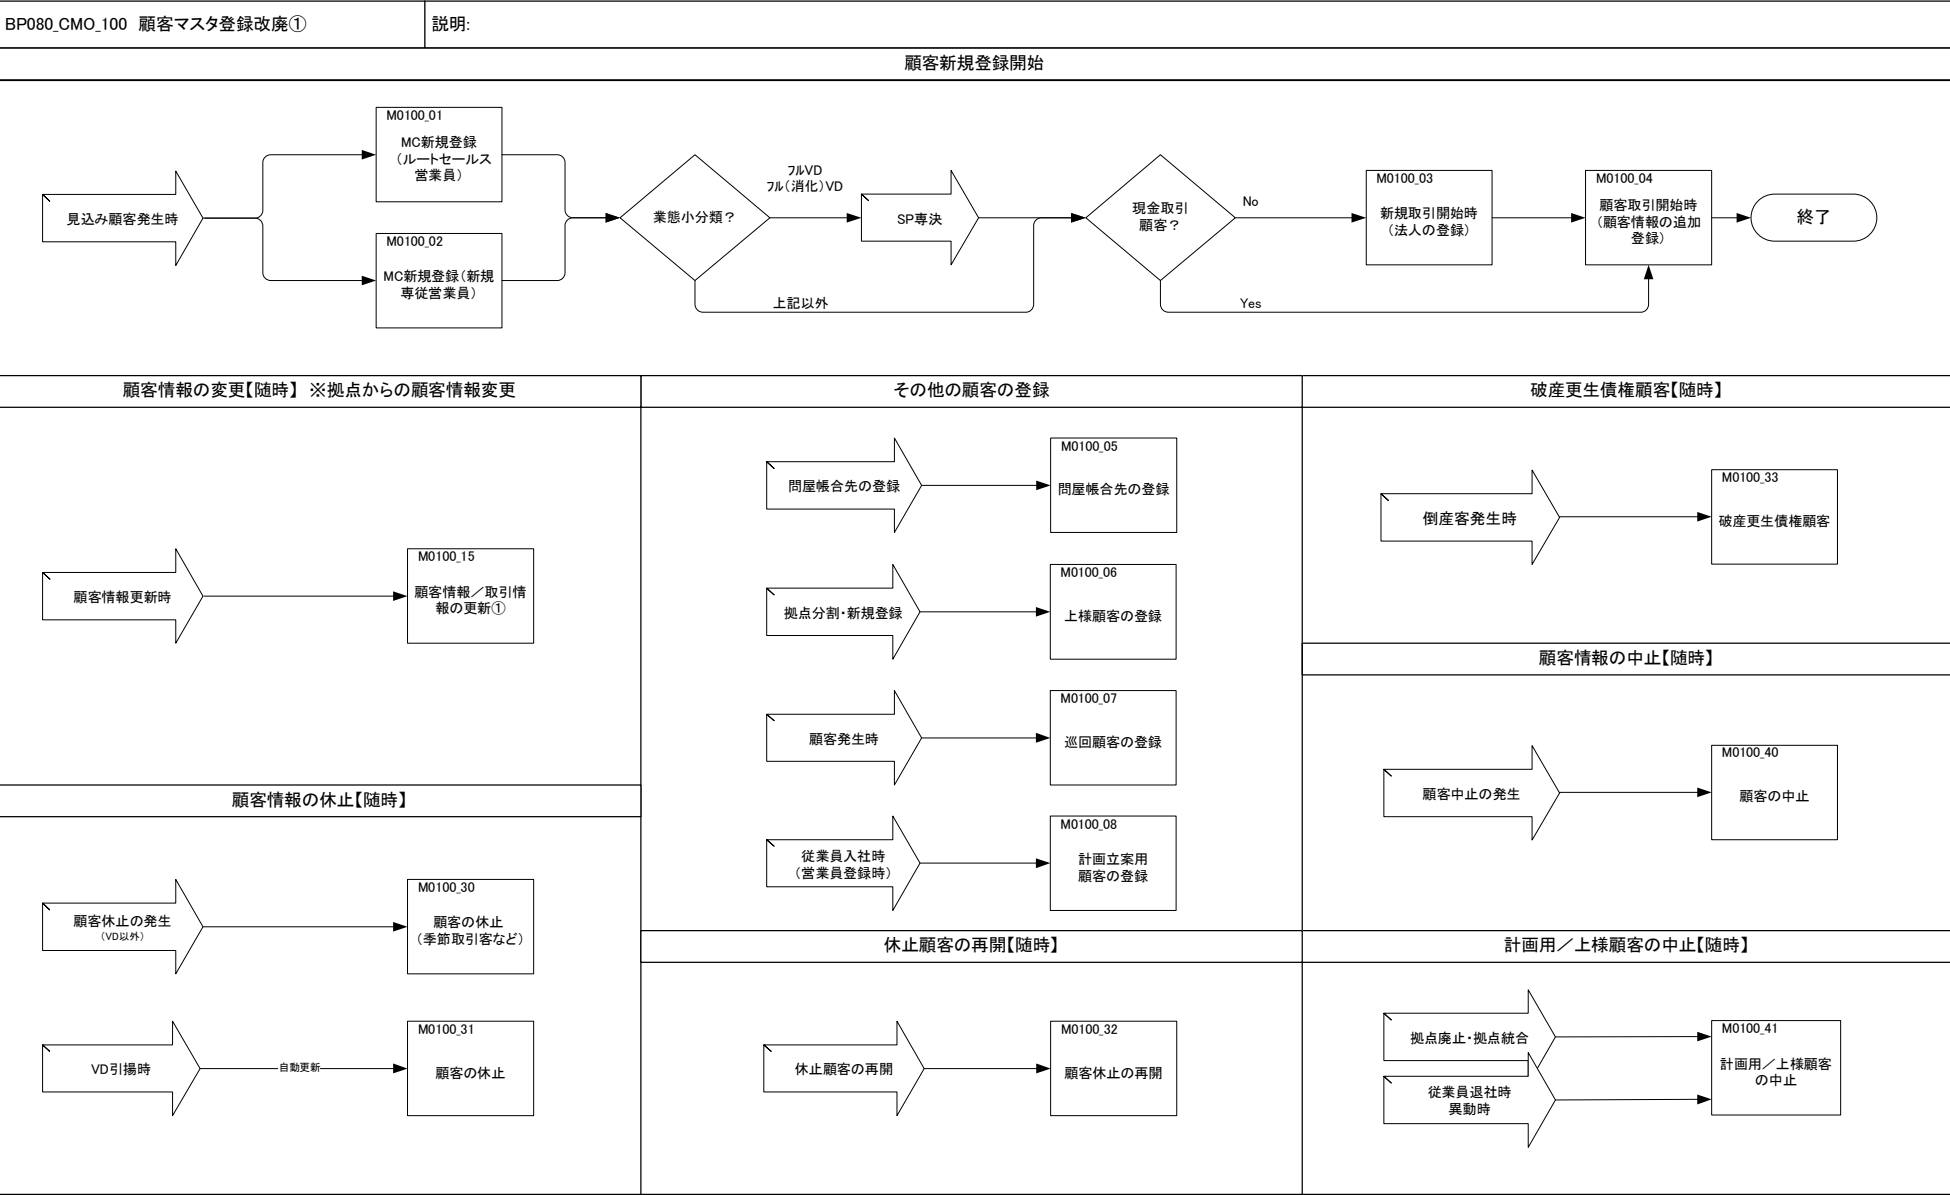 BP080_CMO_100 顧客マスタ登録改廃①
説明:
顧客新規登録開始
見込み顧客発生時
M0100_01
MC新規登録
（ルートセールス
営業員）
M0100_02
MC新規登録（新規
専従営業員）
業態小分類？
ﾌﾙVD
ﾌﾙ（消化）VD
上記以外
SP専決
現金取引
顧客？
No
Yes
M0100_03
新規取引開始時
（法人の登録）
M0100_04
顧客取引開始時
（顧客情報の追加
登録）
終了
顧客情報の変更【随時】 ※拠点からの顧客情報変更
顧客情報更新時
M0100_15
顧客情報／取引情
報の更新①
顧客情報の休止【随時】
顧客休止の発生
（VD以外）
M0100_30
顧客の休止
（季節取引客など）
VD引揚時
自動更新
M0100_31
顧客の休止
その他の顧客の登録
問屋帳合先の登録
M0100_05
問屋帳合先の登録
拠点分割・新規登録
M0100_06
上様顧客の登録
顧客発生時
M0100_07
巡回顧客の登録
従業員入社時
（営業員登録時）
M0100_08
計画立案用
顧客の登録
休止顧客の再開【随時】
休止顧客の再開
M0100_32
顧客休止の再開
破産更生債権顧客【随時】
倒産客発生時
M0100_33
破産更生債権顧客
顧客情報の中止【随時】
顧客中止の発生
M0100_40
顧客の中止
計画用／上様顧客の中止【随時】
拠点廃止・拠点統合
従業員退社時
異動時
M0100_41
計画用／上様顧客
の中止